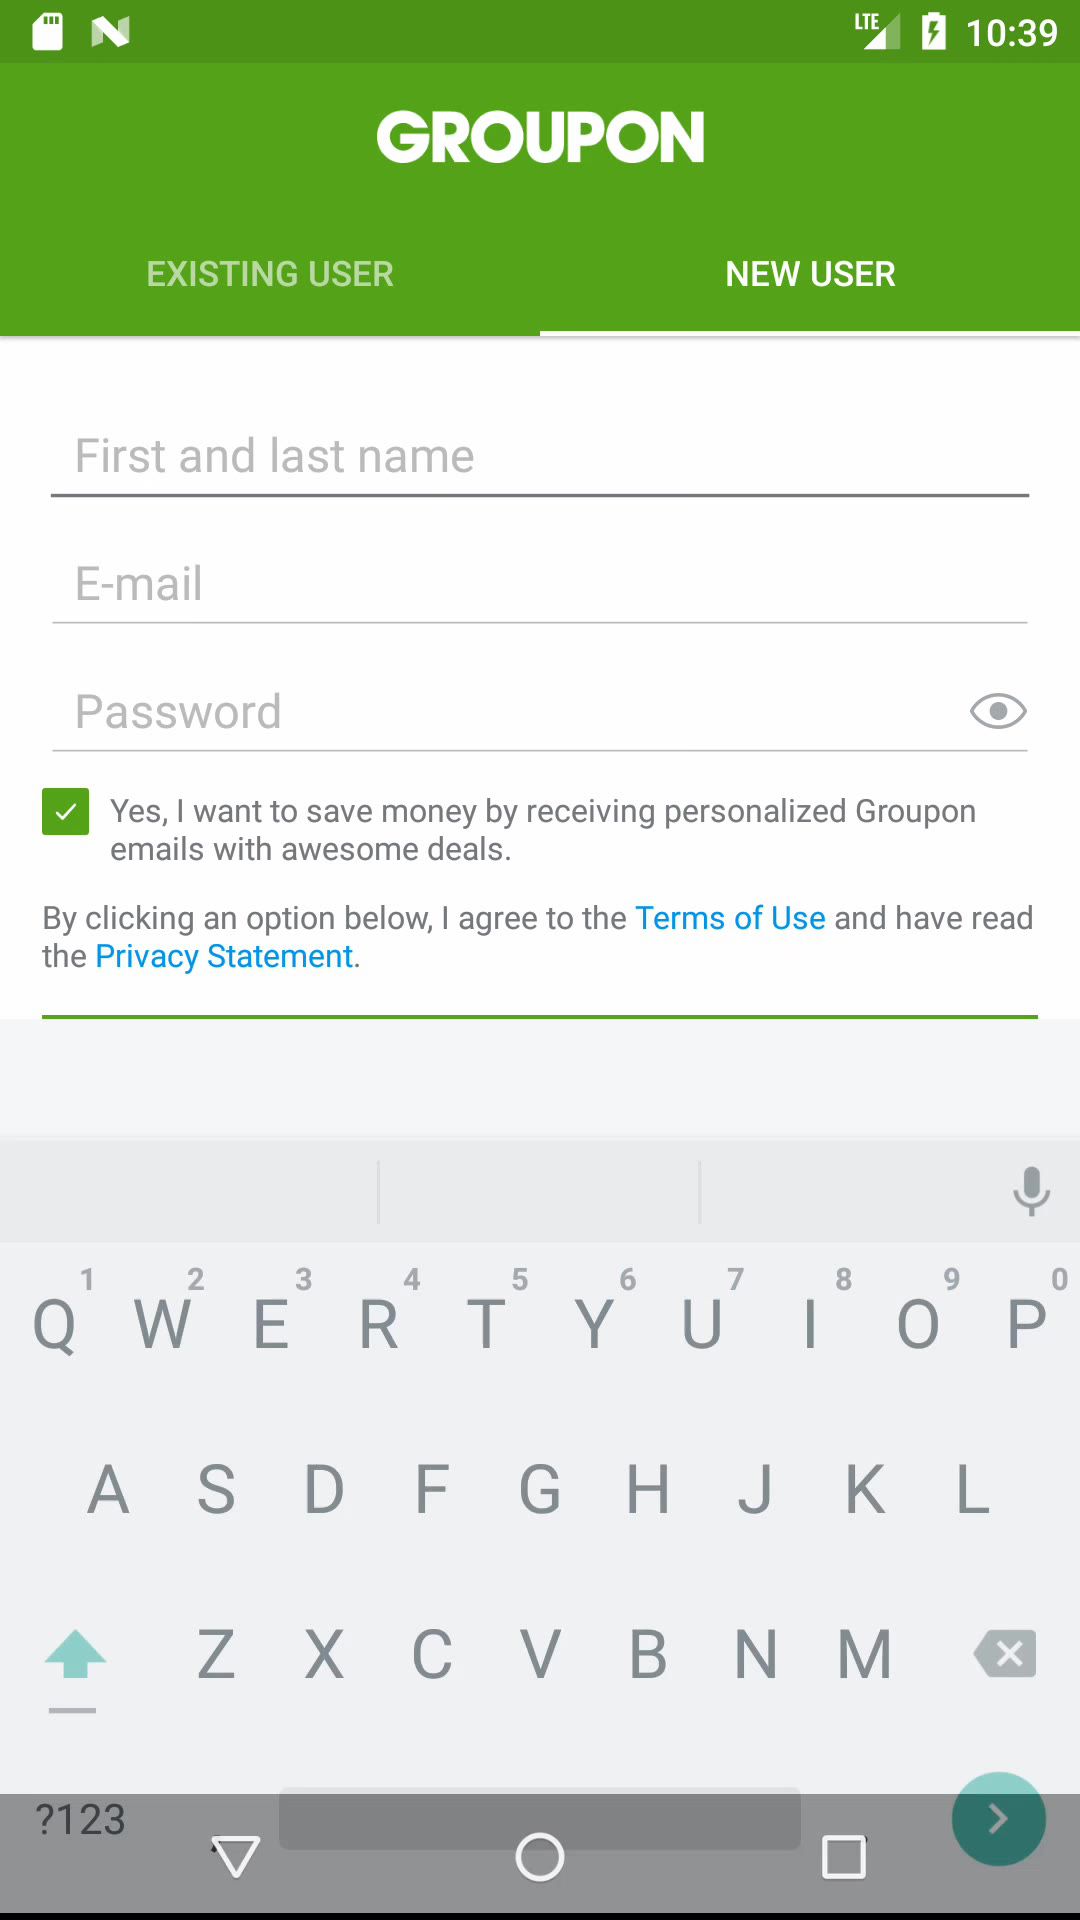 LTE 10:39
GROUPON
EXISTING USER NEW USER
First and last name
E-mail
Password
Yes, I want to save money by receiving personalized Groupon
emails with awesome deals.
By clicking an option below, I agree to the Terms of Use and have read
the Privacy Statement.
1 2 3 4 5 6 7 8 9 0
Q W E R T Y U I O P
A S D F G H J K L
Z X C V B N M
?123